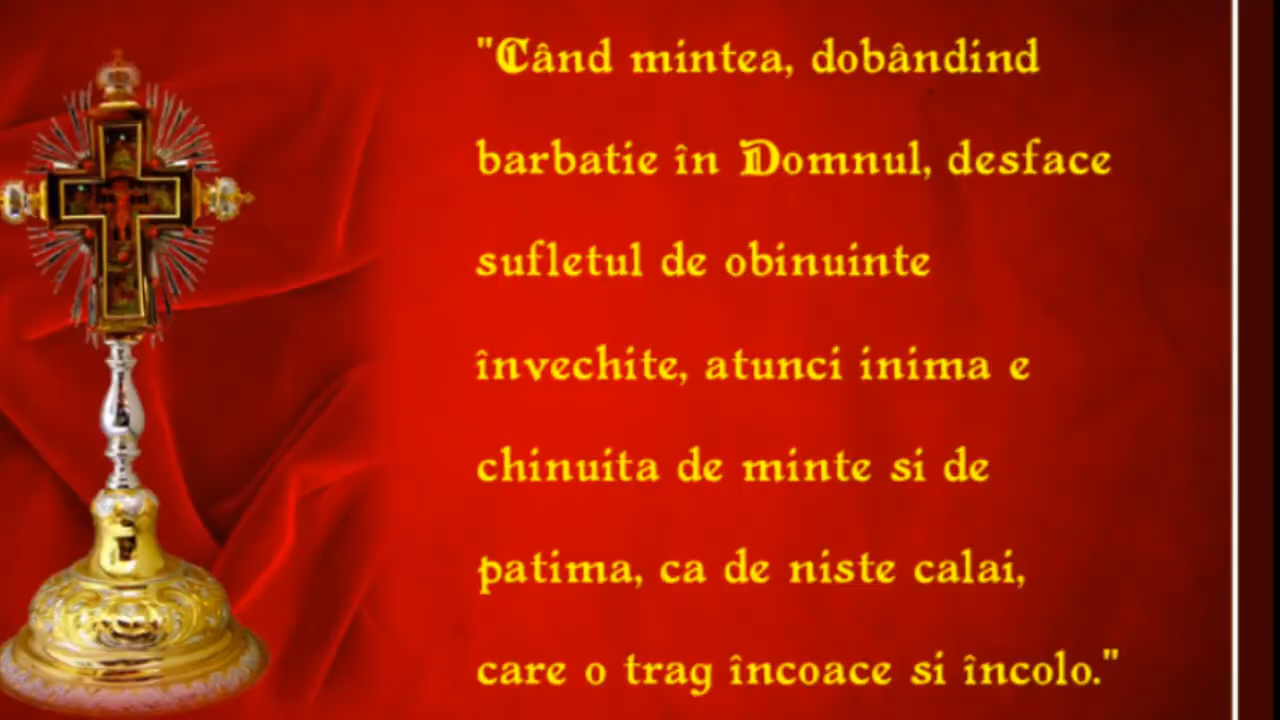 "Când mintea, dobândind
barbatie în Domnul, desface
sufletul de obinuinte
învechite, atunci inima e
chinuita de minte si de
patima, ca de niste calai,
care o trag încoace si încolo."